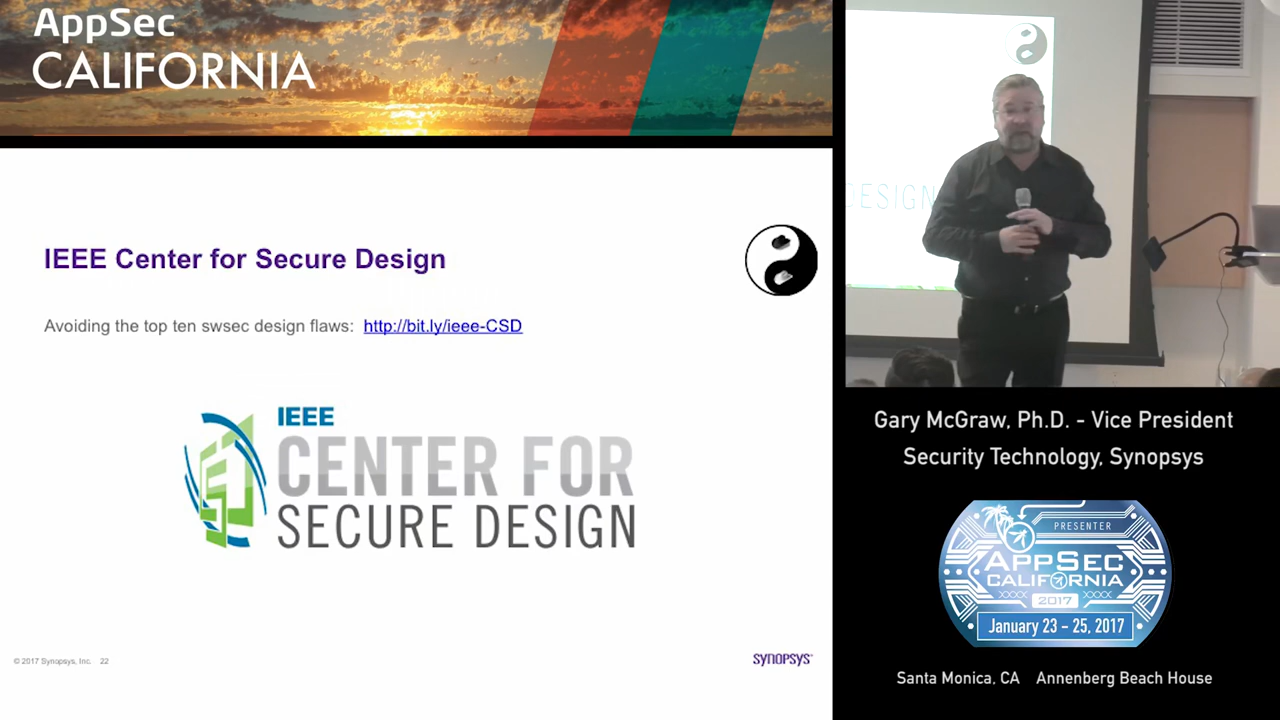 AppSec
CALIFORNIA
IEEE Center for Secure Design
Avoiding the top ten swsec design flaws: http://bit.ly/ieee-CSD
IEEE
CENTER FOR
SECURE DESIGN
© 2017 Synopsys, Inc. 22
SYNOPSYS®
DESIGN
Gary McGraw, Ph.D. - Vice President
Security Technology, Synopsys
PRESENTER
APPSEC
CALIFORNIA
2017
January 23 - 25, 2017
Santa Monica, CA Annenberg Beach House